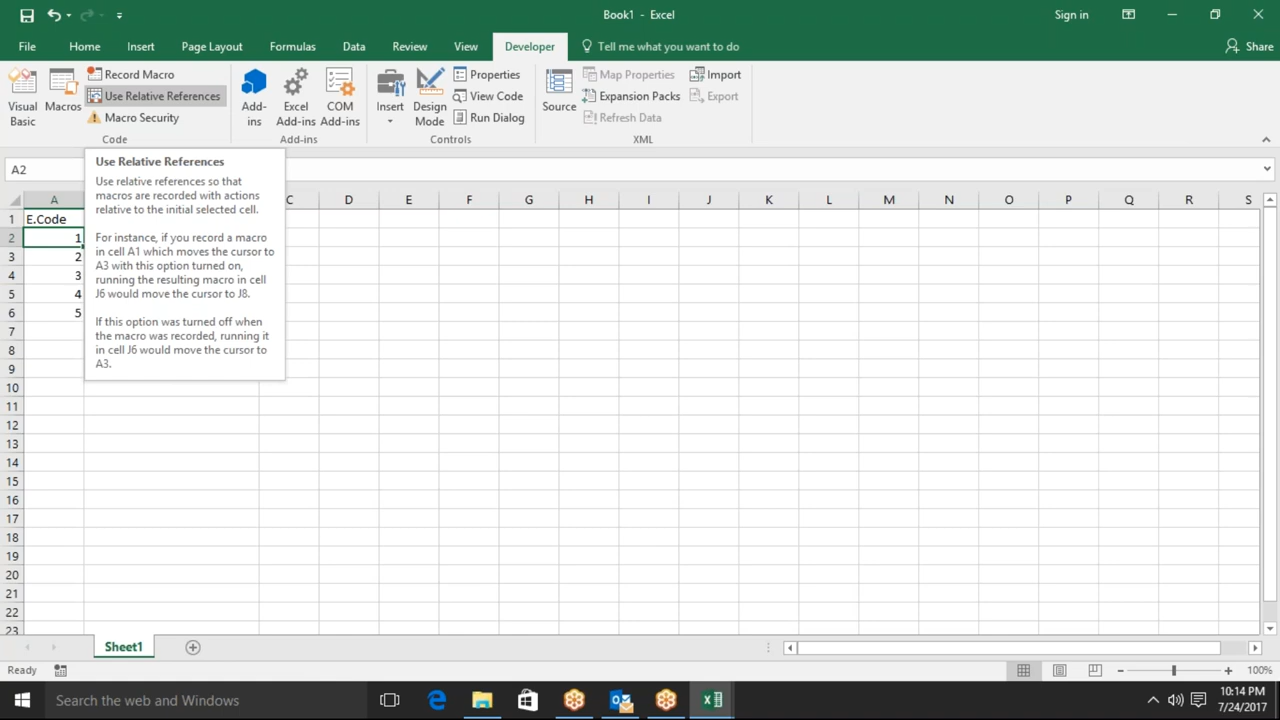 Book1 - Excel
Sign in
File
Home
Insert
Page Layout
Formulas
Data
Review
View
Developer
Tell me what you want to do
Share
Visual Basic
Macros
Record Macro
Use Relative References
Macro Security
Code
Add-ins
Excel Add-ins
COM Add-ins
Add-ins
Insert
Design Mode
Properties
View Code
Run Dialog
Controls
Source
Map Properties
Expansion Packs
Refresh Data
Import
Export
XML
A2
Use Relative References
Use relative references so that
macros are recorded with actions
relative to the initial selected cell.
For instance, if you record a macro
in cell A1 which moves the cursor to
A3 with this option turned on,
running the resulting macro in cell
J6 would move the cursor to J8.
If this option was turned off when
the macro was recorded, running it
in cell J6 would move the cursor to
A3.
A C D E F G H I J K L M N O P Q R S
1 E.Code
2 1
3 2
4 3
5 4
6 5
7
8
9
10
11
12
13
14
15
16
17
18
19
20
21
22
23
Sheet1
Ready
100%
Search the web and Windows
10:14 PM
7/24/2017